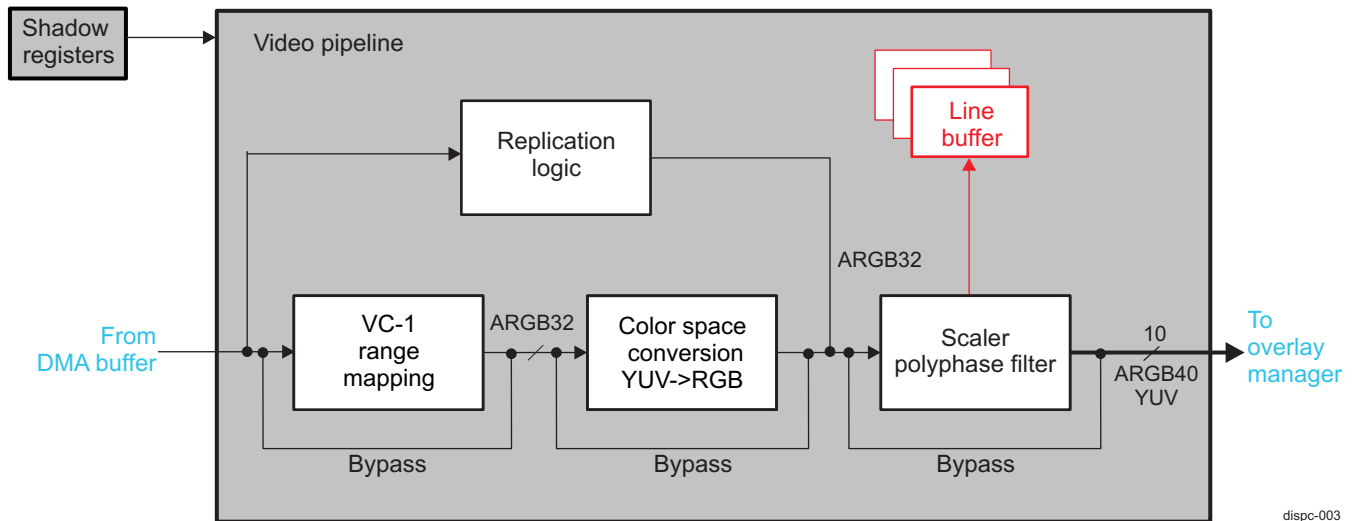 Shadow
registers
Video pipeline
Line
buffer
Replication
logic
ARGB32
From
DMA buffer
VC-1
range
mapping
ARGB32
Color space
conversion
YUV->RGB
Scaler
polyphase filter
10
ARGB40
YUV
To
overlay
manager
Bypass
Bypass
Bypass
dispc-003